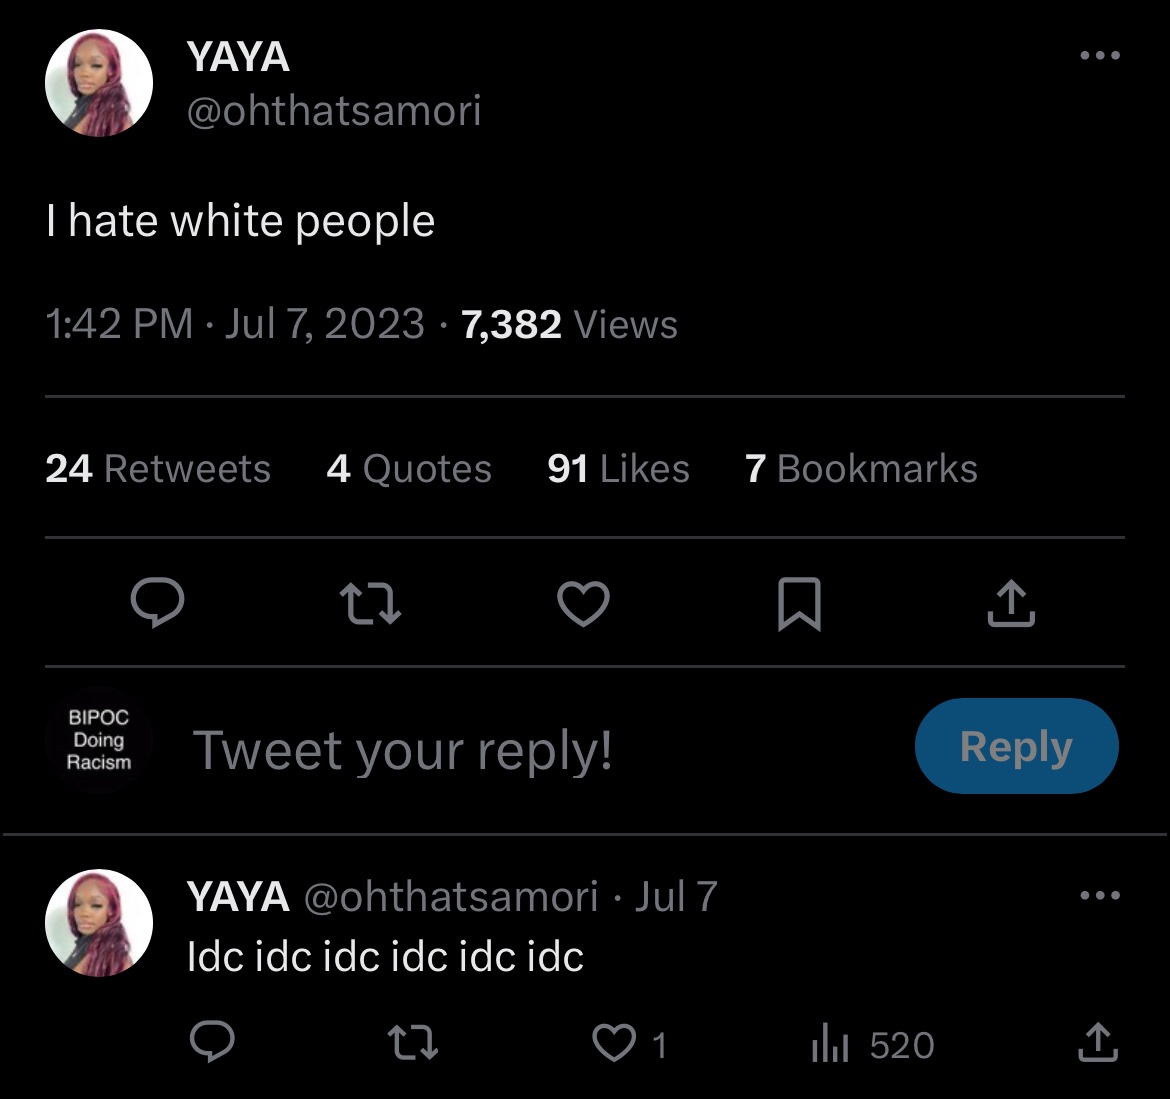 YAYA
@ohthatsamori
I hate white people
1:42 PM · Jul 7, 2023 · 7,382 Views
24 Retweets 4 Quotes 91 Likes 7 Bookmarks
BIPOC
Doing
Racism
Tweet your reply!
Reply
YAYA @ohthatsamori · Jul 7
Idc idc idc idc idc idc
1 520